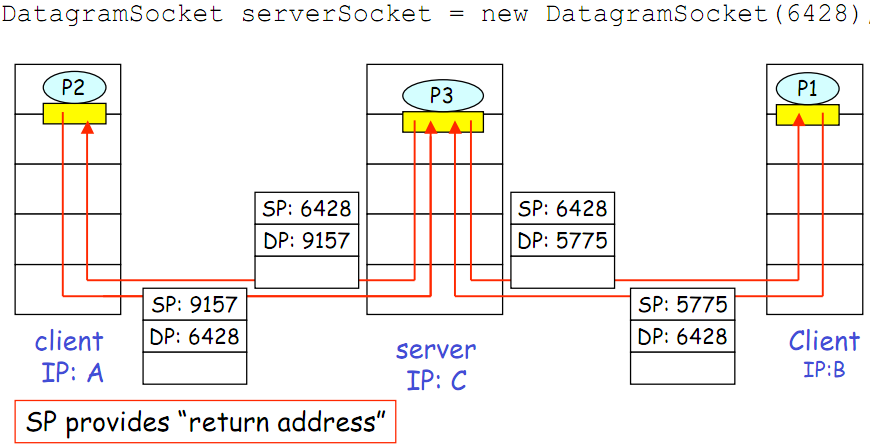 DatagramSocket serverSocket = new DatagramSocket(6428);
P2
P3
P1
SP: 6428
DP: 9157
SP: 6428
DP: 5775
SP: 9157
DP: 6428
SP: 5775
DP: 6428
client
IP: A
server
IP: C
Client
IP:B
SP provides “return address”